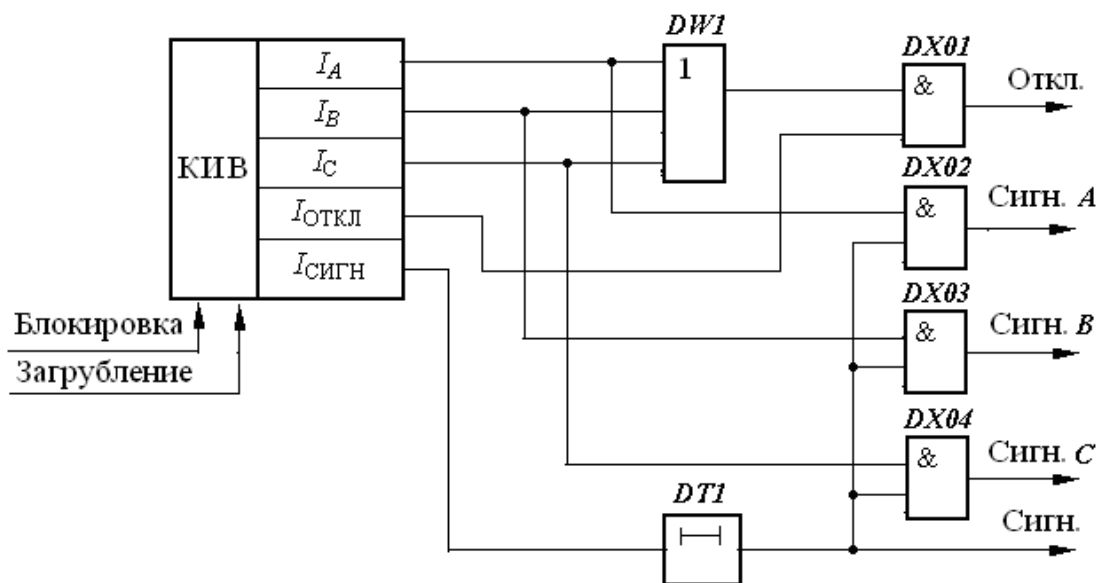 DW1
DX01
I_A
1
&
Откл.
I_B
КИВ
I_C
DX02
I_ОТКЛ
&
Сигн. A
I_СИГН
DX03
Блокировка
&
Сигн. B
Загрубление
DX04
&
Сигн. C
DT1
Сигн.